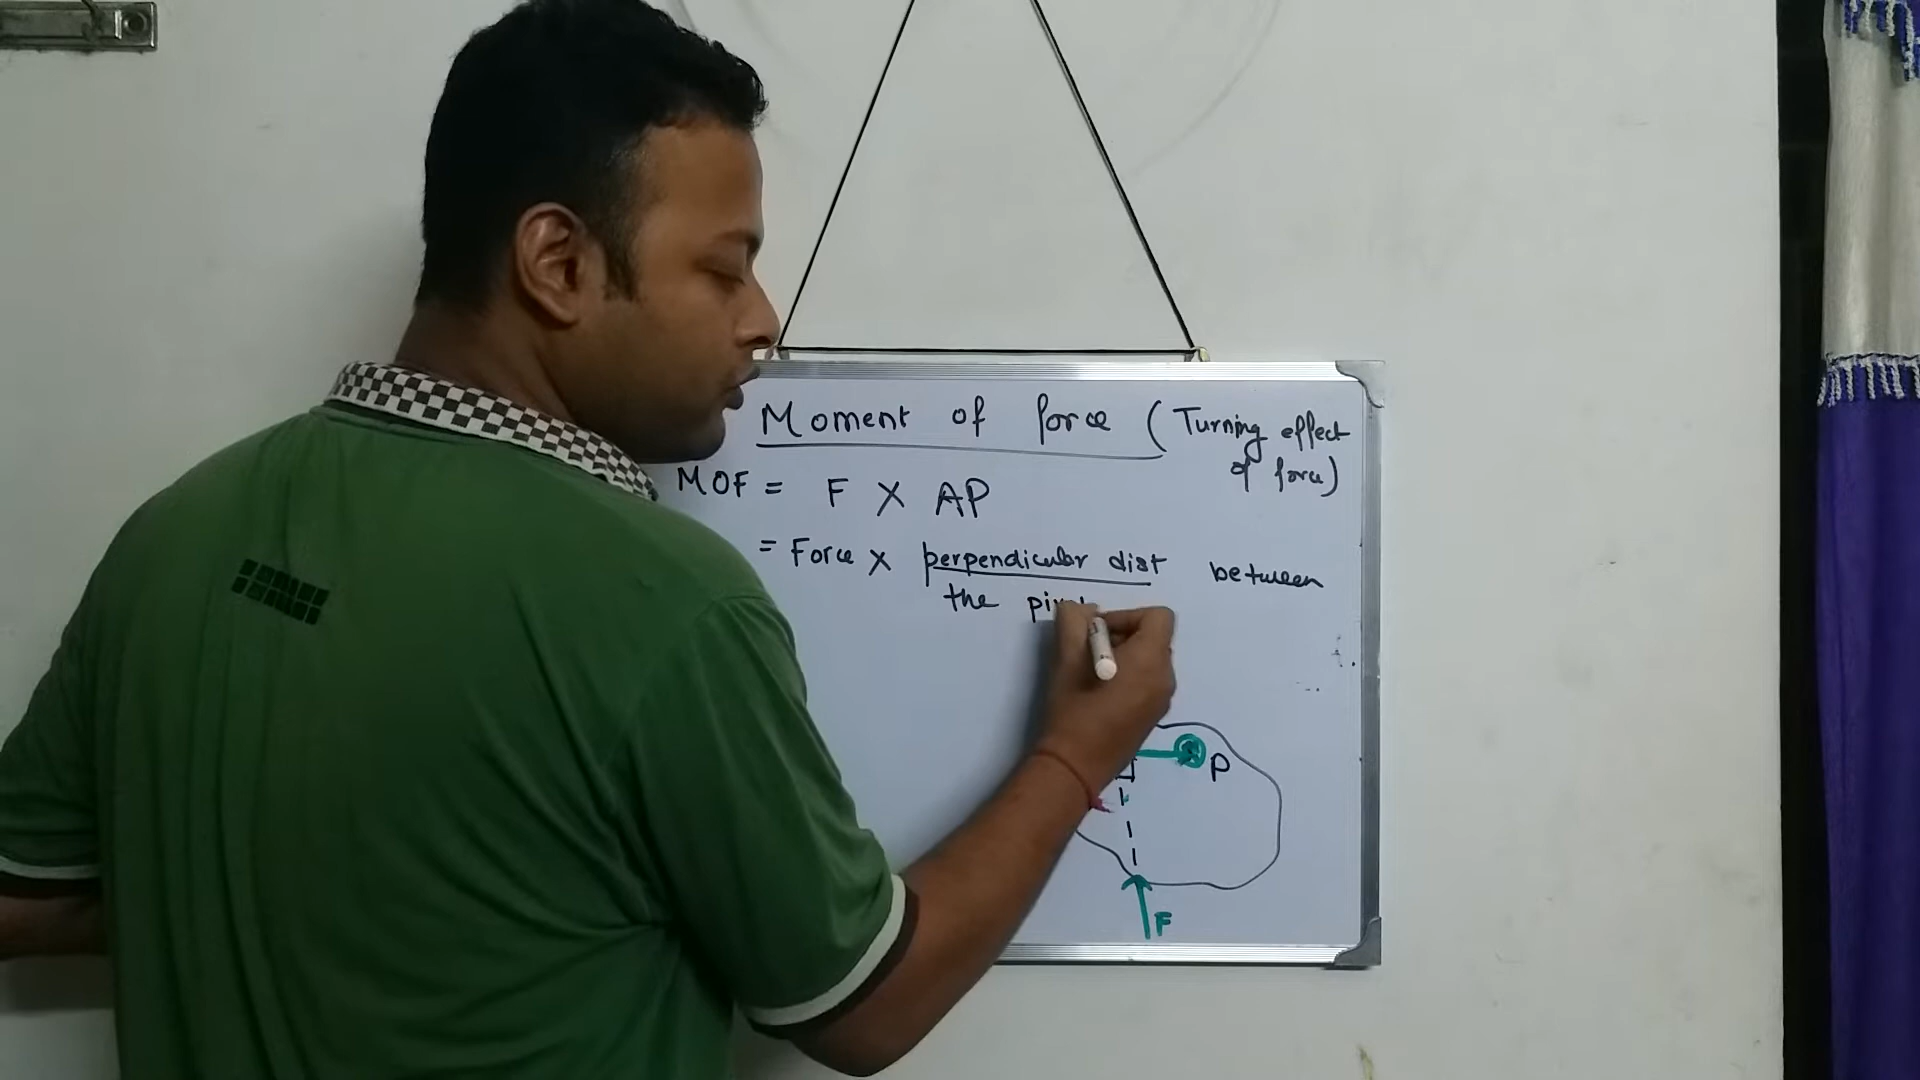 Moment of force (Turning effect
of force)
MOF = F X AP
= Force X perpendicular dist between
the
P
F